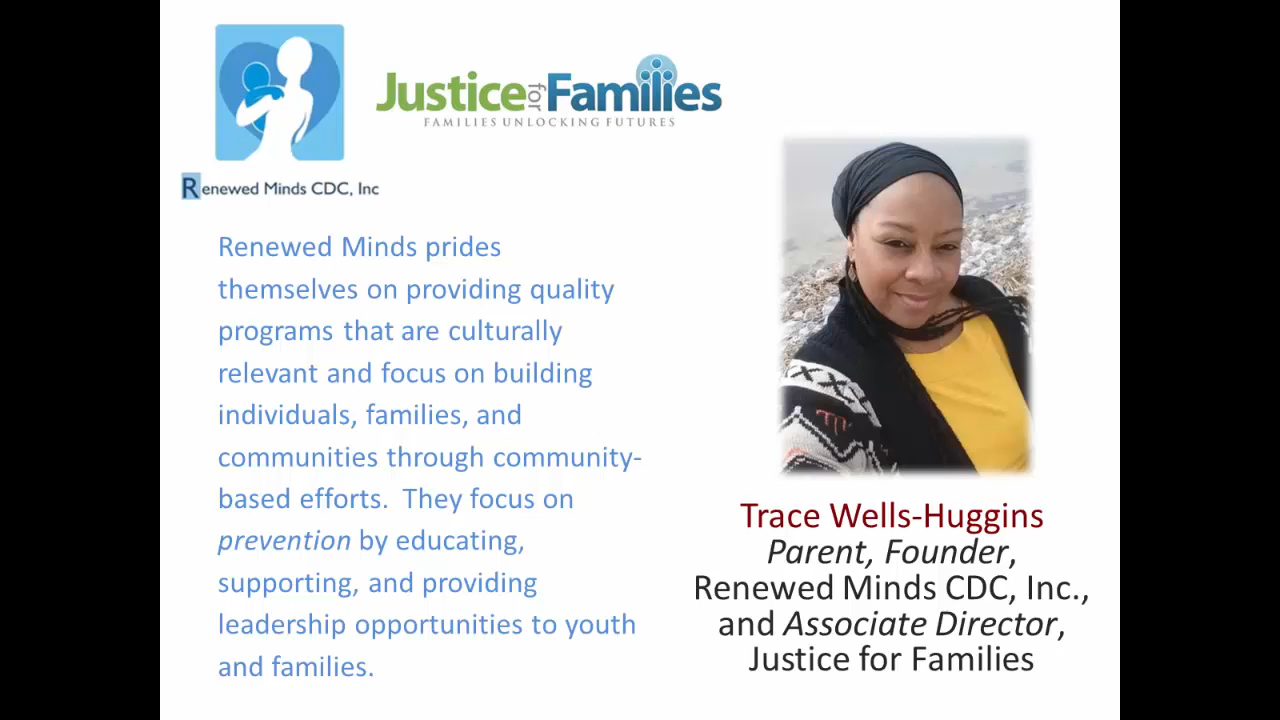 Justice for Families
FAMILIES UNLOCKING FUTURES
Renewed Minds CDC, Inc
Renewed Minds prides
themselves on providing quality
programs that are culturally
relevant and focus on building
individuals, families, and
communities through community-
based efforts.  They focus on
prevention by educating,
supporting, and providing
leadership opportunities to youth
and families.
Trace Wells-Huggins
Parent, Founder,
Renewed Minds CDC, Inc.,
and Associate Director,
Justice for Families